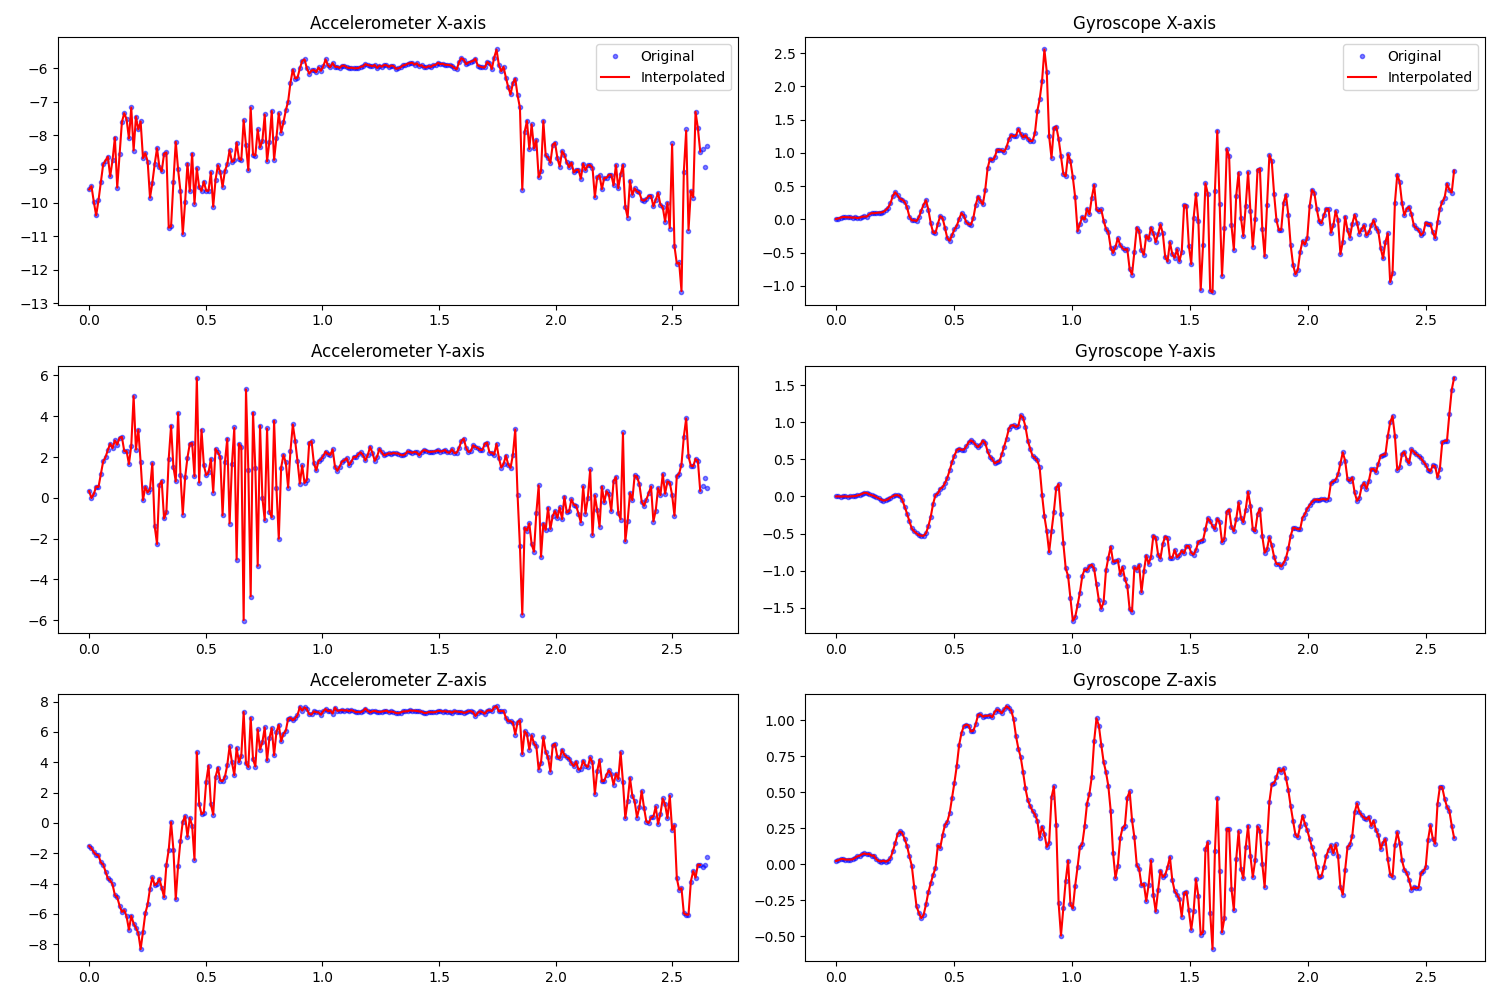 Accelerometer X-axis
Original
Interpolated
−6
−7
−8
−9
−10
−11
−12
−13
0.0 0.5 1.0 1.5 2.0 2.5
Gyroscope X-axis
Original
Interpolated
2.5
2.0
1.5
1.0
0.5
0.0
−0.5
−1.0
0.0 0.5 1.0 1.5 2.0 2.5
Accelerometer Y-axis
6
4
2
0
−2
−4
−6
0.0 0.5 1.0 1.5 2.0 2.5
Gyroscope Y-axis
1.5
1.0
0.5
0.0
−0.5
−1.0
−1.5
0.0 0.5 1.0 1.5 2.0 2.5
Accelerometer Z-axis
8
6
4
2
0
−2
−4
−6
−8
0.0 0.5 1.0 1.5 2.0 2.5
Gyroscope Z-axis
1.00
0.75
0.50
0.25
0.00
−0.25
−0.50
0.0 0.5 1.0 1.5 2.0 2.5